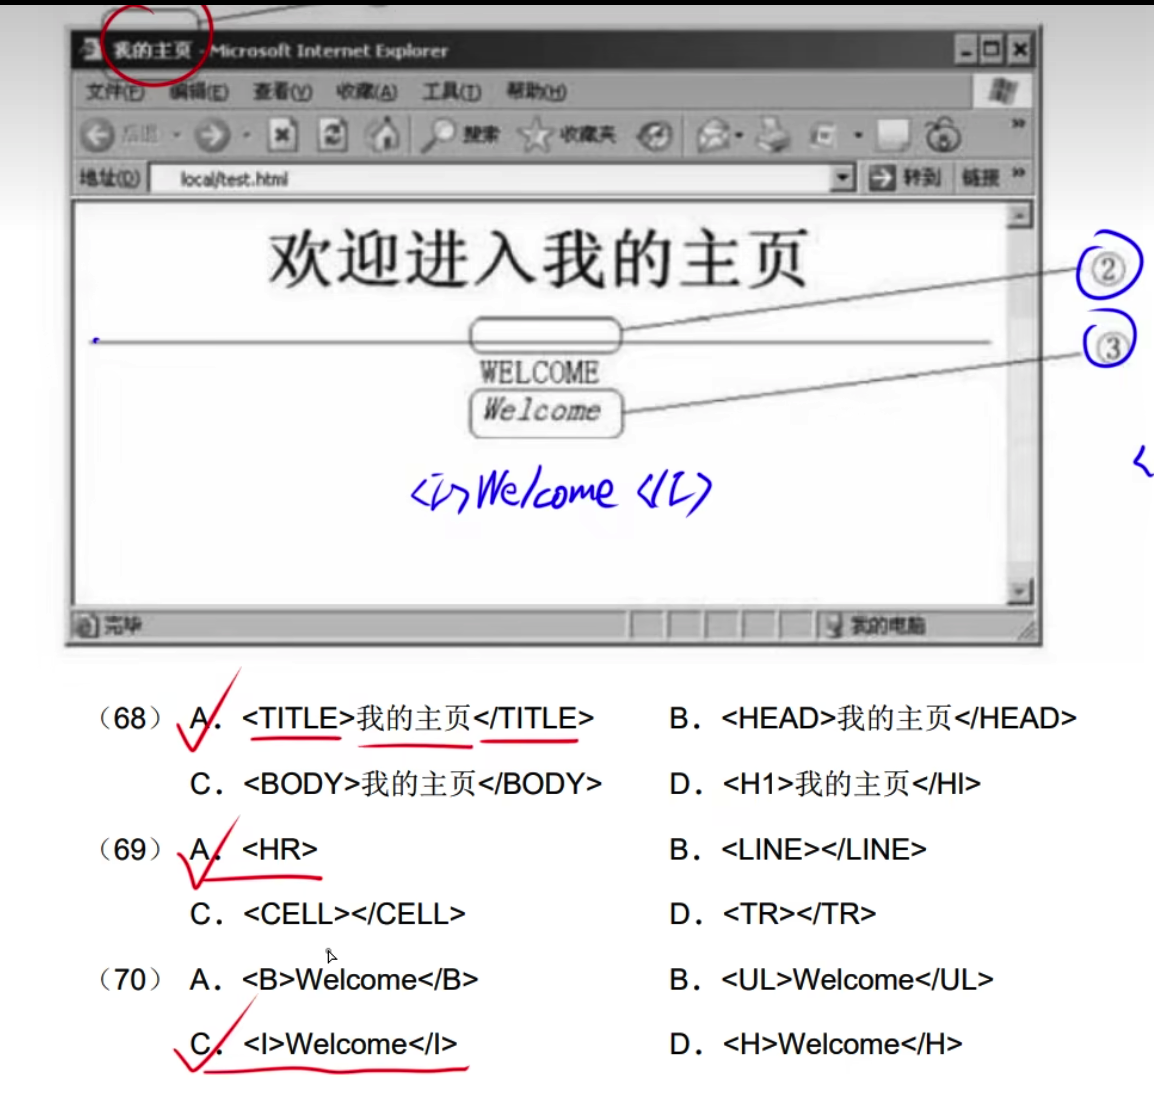 我的主页 - Microsoft Internet Explorer
文件(F) 编辑(E) 查看(V) 收藏(A) 工具(T) 帮助(H)
后退 搜索 收藏夹
地址(D) local/test.html 转到 链接 »
欢迎进入我的主页
②
③
WELCOME
Welcome
<i>Welcome</i>
完毕 我的电脑
（68） A．<TITLE>我的主页</TITLE> B．<HEAD>我的主页</HEAD>
C．<BODY>我的主页</BODY> D．<H1>我的主页</HI>
（69） A．<HR> B．<LINE></LINE>
C．<CELL></CELL> D．<TR></TR>
（70） A．<B>Welcome</B> B．<UL>Welcome</UL>
C．<I>Welcome</I> D．<H>Welcome</H>